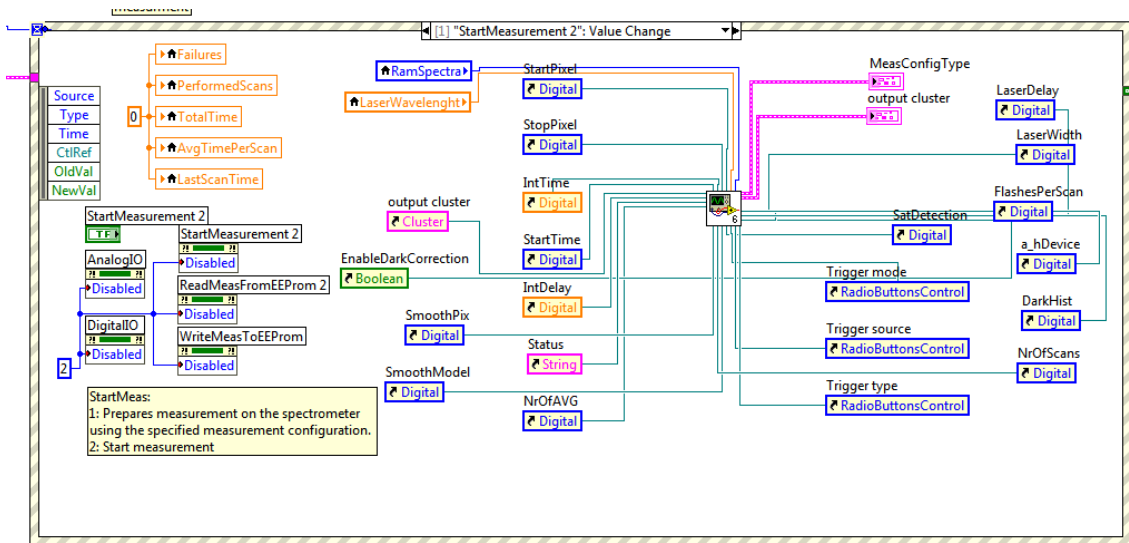 measurment
[1] "StartMeasurement 2": Value Change
Source
Type
Time
CtlRef
OldVal
NewVal
0
Failures
PerformedScans
TotalTime
AvgTimePerScan
LastScanTime
RamSpectra
LaserWavelenght
StartPixel
Digital
StopPixel
Digital
IntTime
Digital
StartTime
Digital
IntDelay
Digital
Status
String
NrOfAVG
Digital
output cluster
Cluster
EnableDarkCorrection
Boolean
SmoothPix
Digital
SmoothModel
Digital
StartMeasurement 2
TF
StartMeasurement 2
Disabled
AnalogIO
Disabled
ReadMeasFromEEProm 2
Disabled
DigitalIO
Disabled
WriteMeasToEEProm
Disabled
2
StartMeas:
1: Prepares measurement on the spectrometer
using the specified measurement configuration.
2: Start measurement
6
MeasConfigType
output cluster
LaserDelay
Digital
LaserWidth
Digital
FlashesPerScan
Digital
SatDetection
Digital
a_hDevice
Digital
Trigger mode
RadioButtonsControl
DarkHist
Digital
Trigger source
RadioButtonsControl
NrOfScans
Digital
Trigger type
RadioButtonsControl